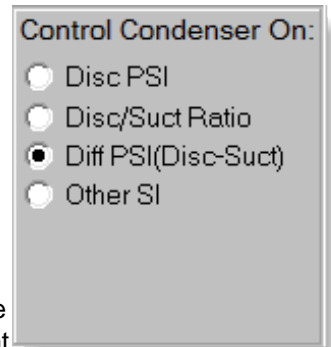 Control Condenser On:
Disc PSI
Disc/Suct Ratio
Diff PSI(Disc-Suct)
Other SI